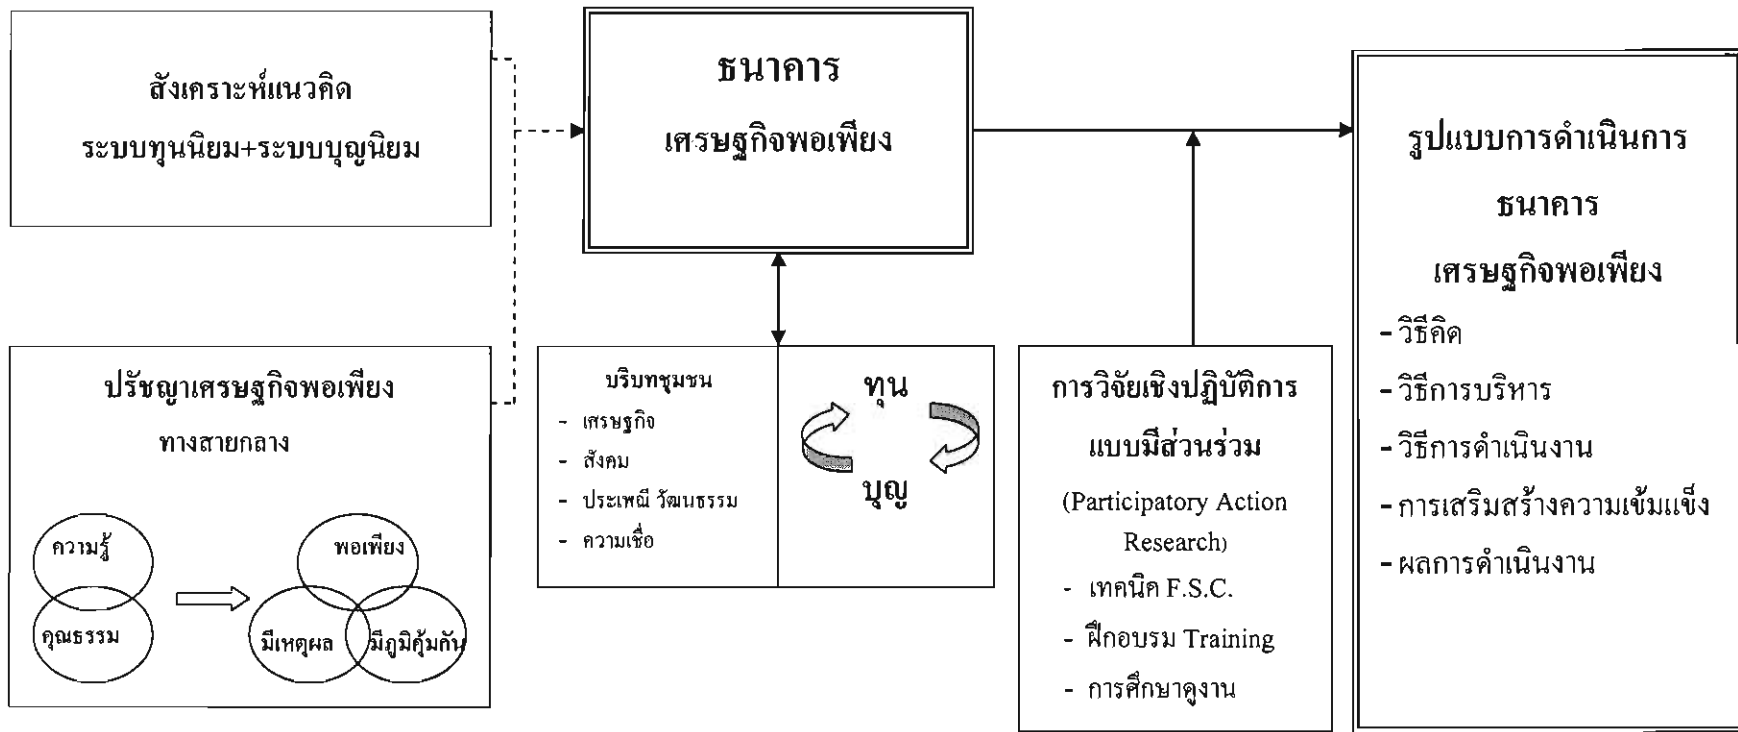 สังเคราะห์แนวคิด
ระบบทุนนิยม+ระบบบุญนิยม
ปรัชญาเศรษฐกิจพอเพียง
ทางสายกลาง
ความรู้
คุณธรรม
พอเพียง
มีเหตุผล
มีภูมิคุ้มกัน
ธนาคาร
เศรษฐกิจพอเพียง
บริบทชุมชน
- เศรษฐกิจ
- สังคม
- ประเพณี วัฒนธรรม
- ความเชื่อ
ทุน
บุญ
การวิจัยเชิงปฏิบัติการ
แบบมีส่วนร่วม
(Participatory Action
Research)
- เทคนิค F.S.C.
- ฝึกอบรม Training
- การศึกษาดูงาน
รูปแบบการดำเนินการ
ธนาคาร
เศรษฐกิจพอเพียง
- วิธีคิด
- วิธีการบริหาร
- วิธีการดำเนินงาน
- การเสริมสร้างความเข้มแข็ง
- ผลการดำเนินงาน